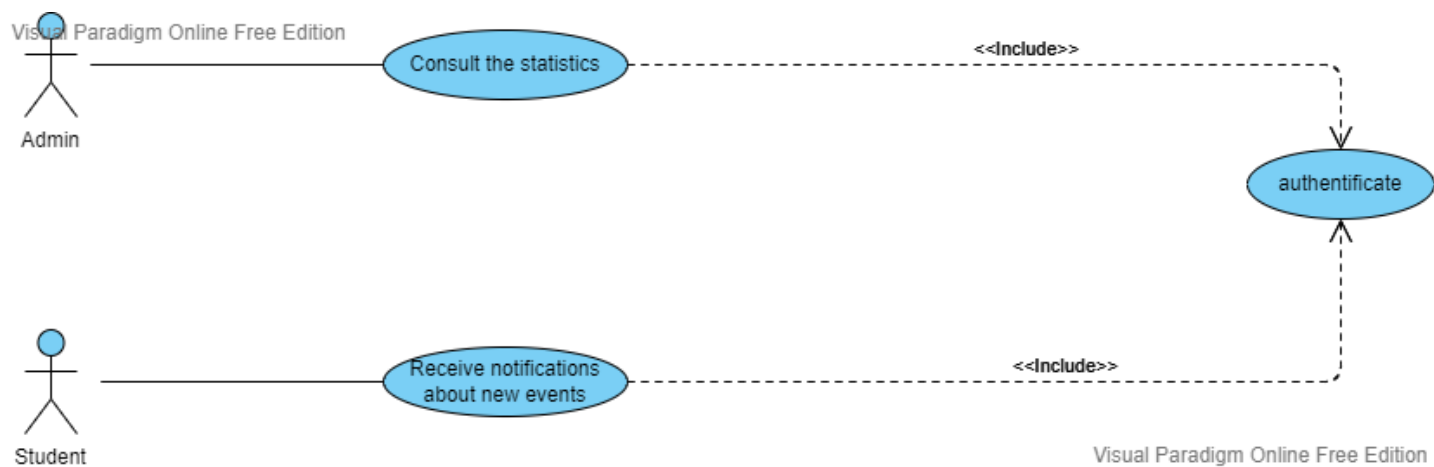 Visual Paradigm Online Free Edition
<<Include>>
Consult the statistics
Admin
authentificate
Receive notifications
about new events
<<Include>>
Student
Visual Paradigm Online Free Edition